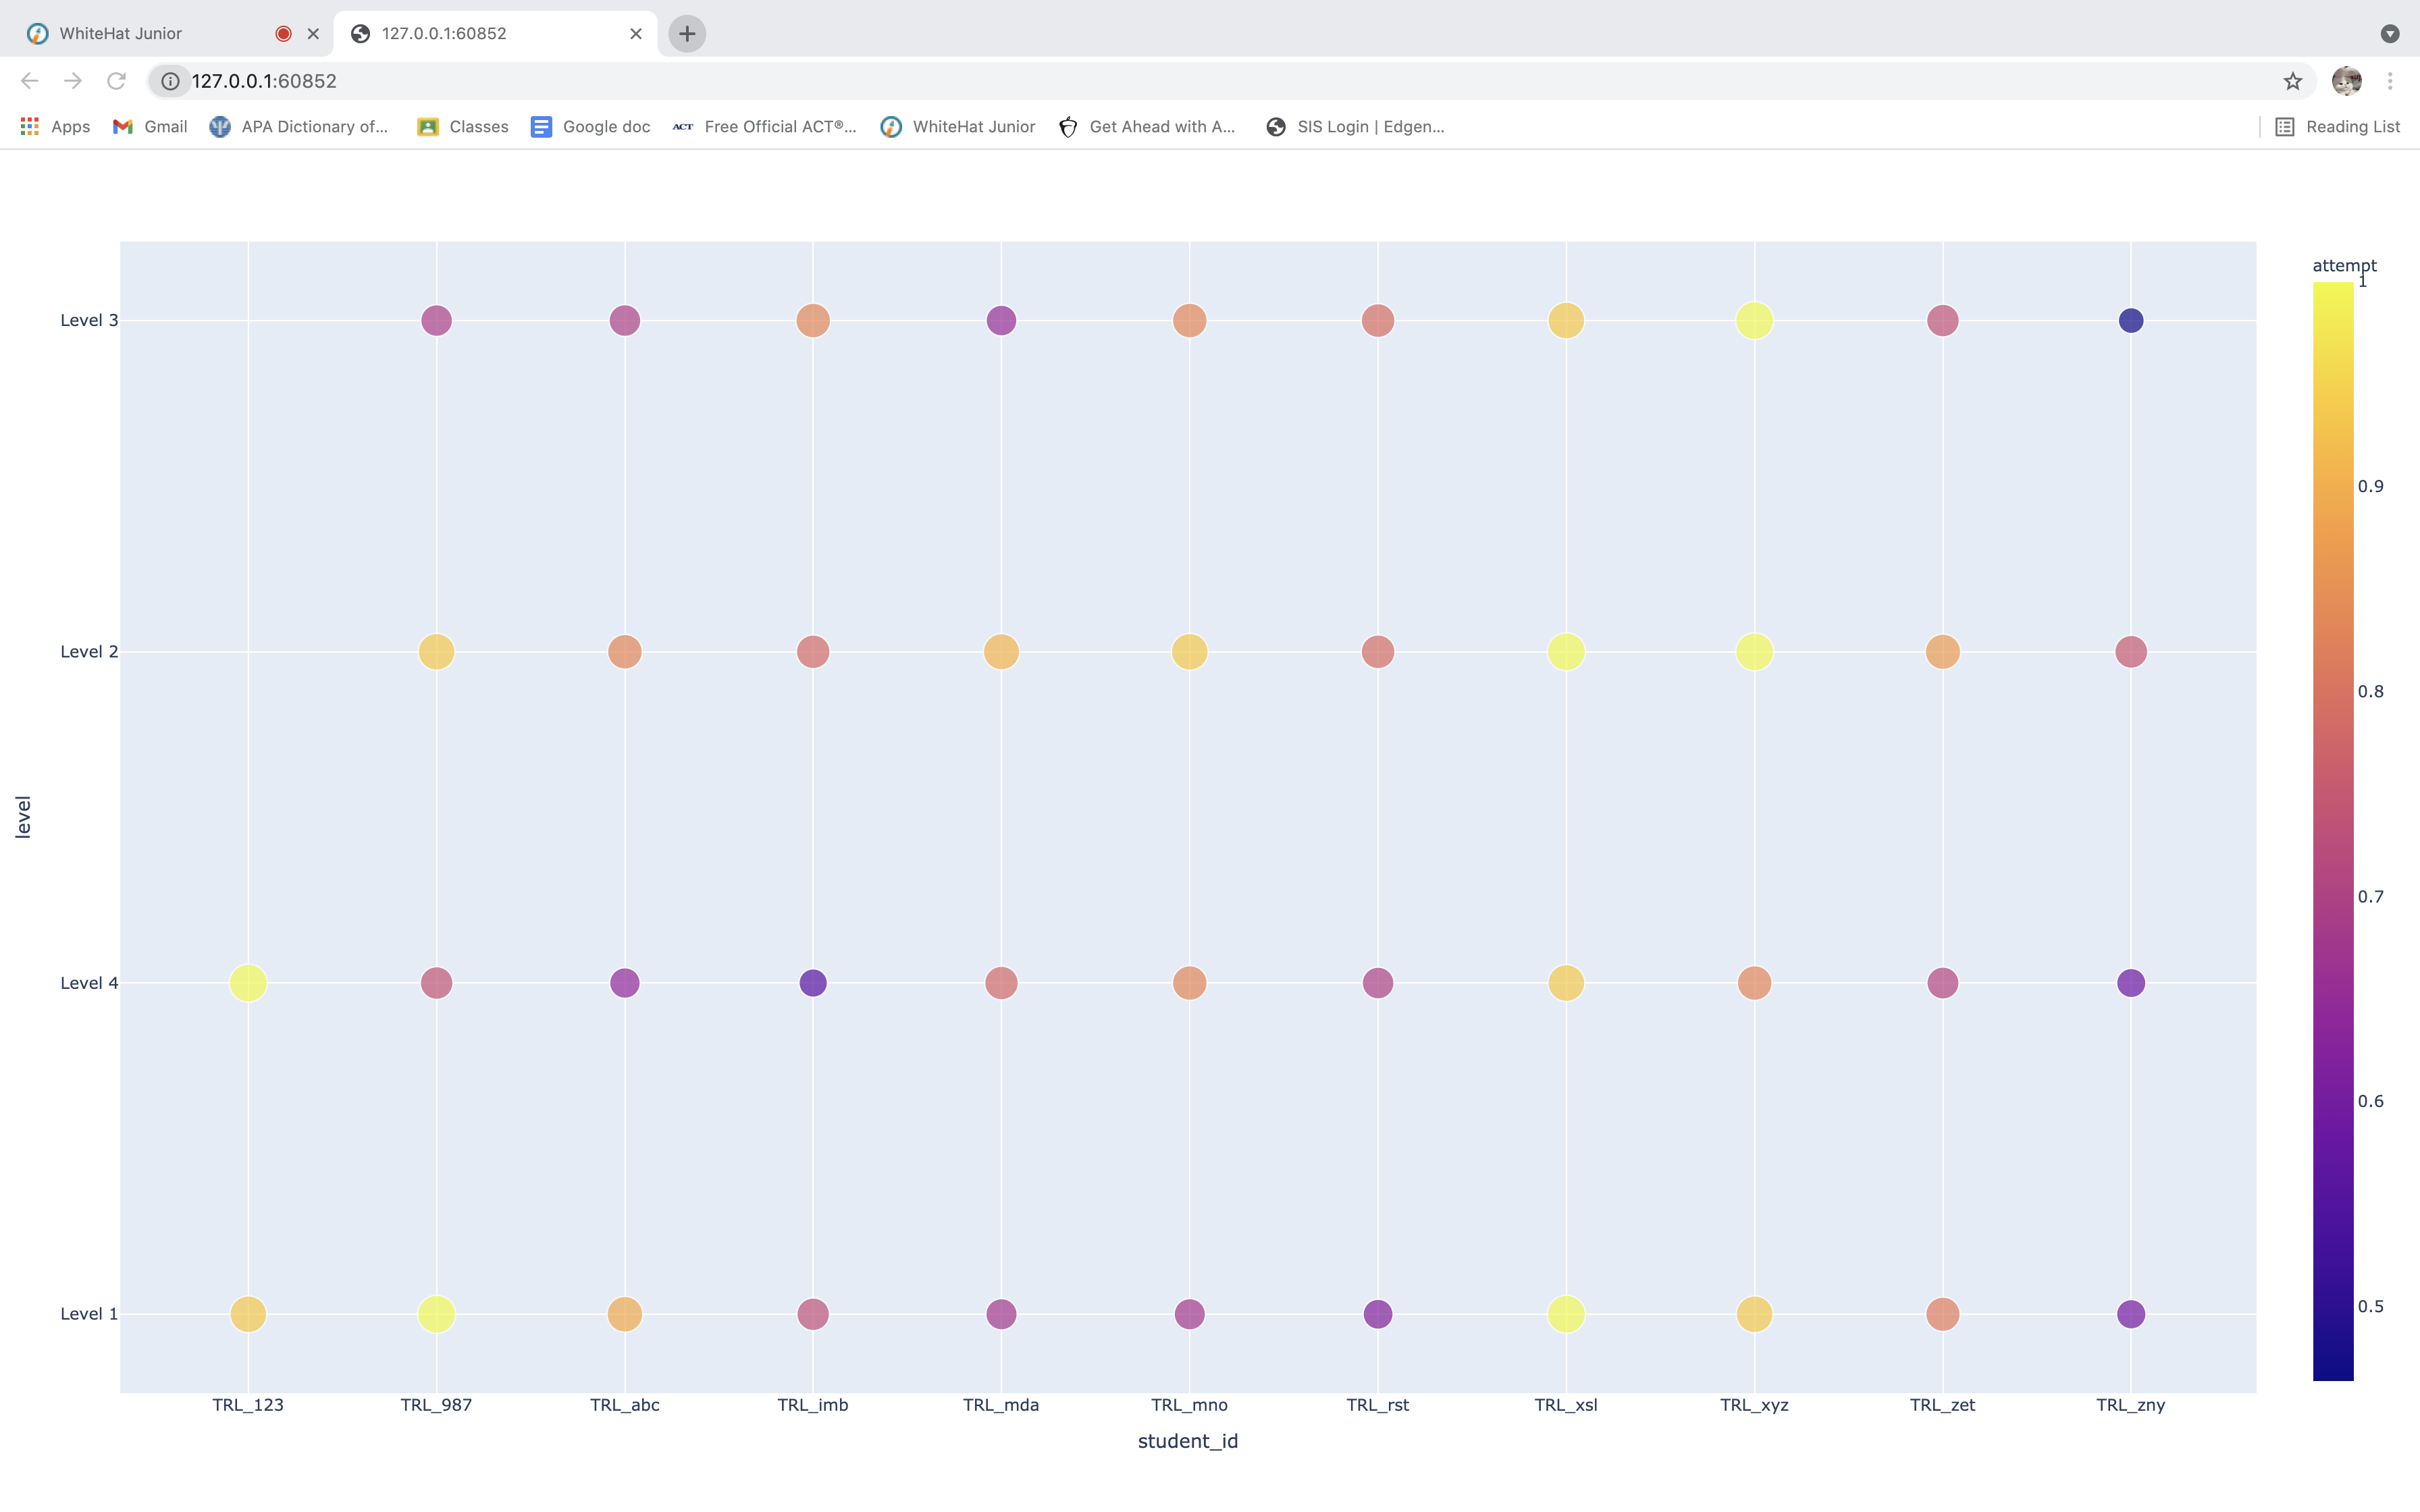 WhiteHat Junior
127.0.0.1:60852
127.0.0.1:60852
Apps
Gmail
APA Dictionary of...
Classes
Google doc
ACT
Free Official ACT®...
WhiteHat Junior
Get Ahead with A...
SIS Login | Edgen...
Reading List
attempt
1
0.9
0.8
0.7
0.6
0.5
level
Level 3
Level 2
Level 4
Level 1
TRL_123
TRL_987
TRL_abc
TRL_imb
TRL_mda
TRL_mno
TRL_rst
TRL_xsl
TRL_xyz
TRL_zet
TRL_zny
student_id